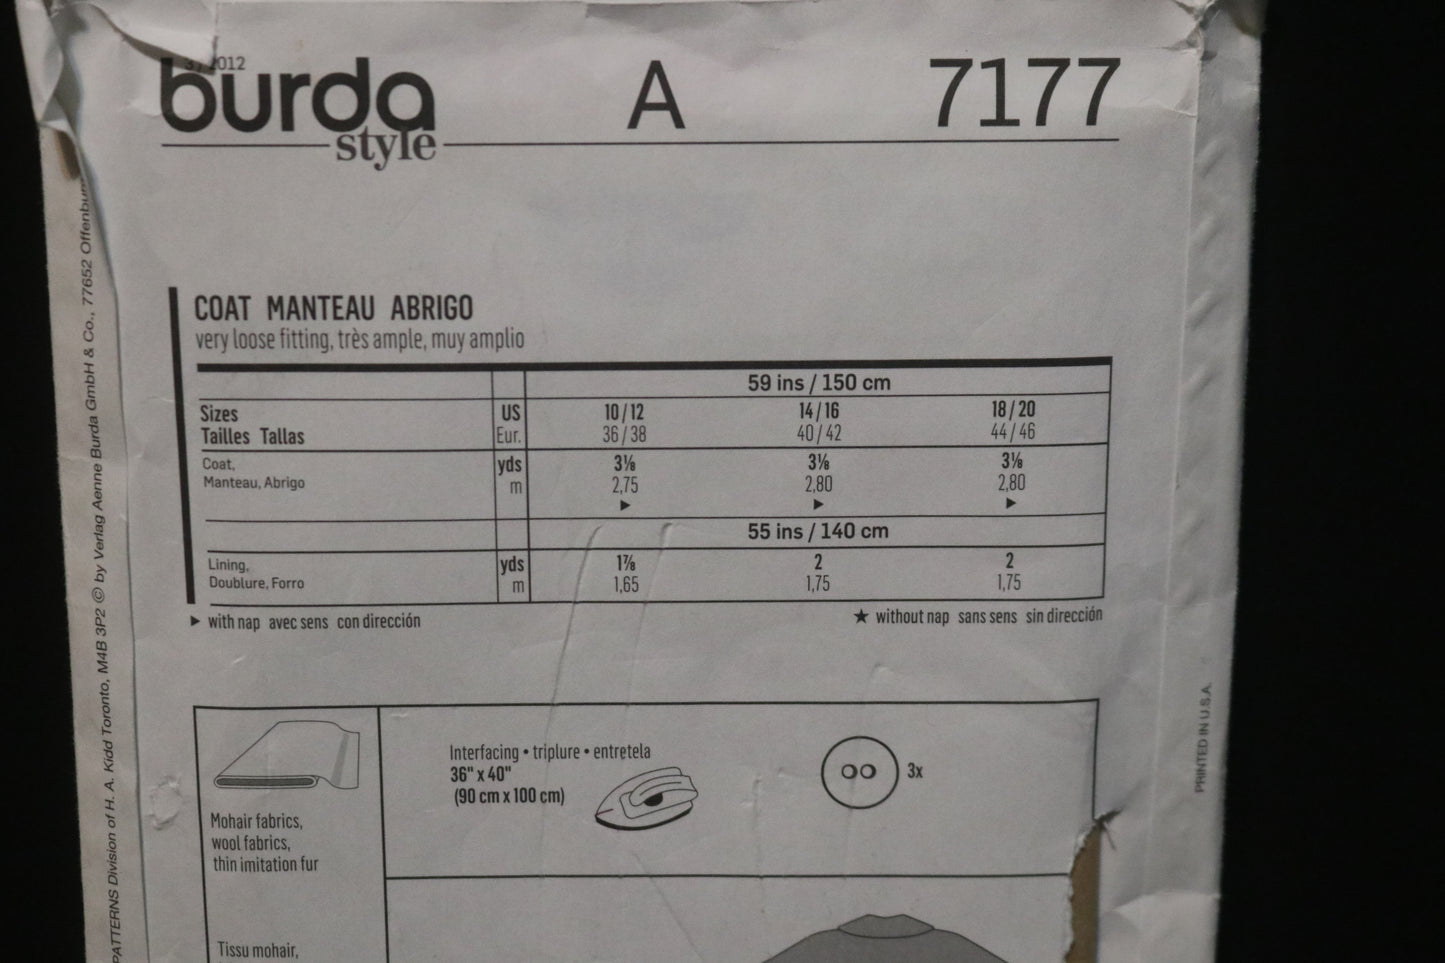 3 / 2012
burda
style
A
7177
COAT MANTEAU ABRIGO
very loose fitting, très ample, muy amplio
59 ins / 150 cm
Sizes US 10/12 14/16 18/20
Tailles Tallas Eur. 36/38 40/42 44/46
Coat, yds 3⅛ 3⅛ 3⅛
Manteau, Abrigo m 2,75 2,80 2,80
▶ ▶ ▶
55 ins / 140 cm
Lining, yds 1⅞ 2 2
Doublure, Forro m 1,65 1,75 1,75
▶ with nap avec sens con dirección
★ without nap sans sens sin dirección
Mohair fabrics,
wool fabrics,
thin imitation fur
Tissu mohair,
Interfacing • triplure • entretela
36" x 40"
(90 cm x 100 cm)
3x
PATTERNS Division of H. A. Kidd Toronto, M4B 3P2 © by Verlag Aenne Burda GmbH & Co., 77652
PRINTED IN U.S.A.